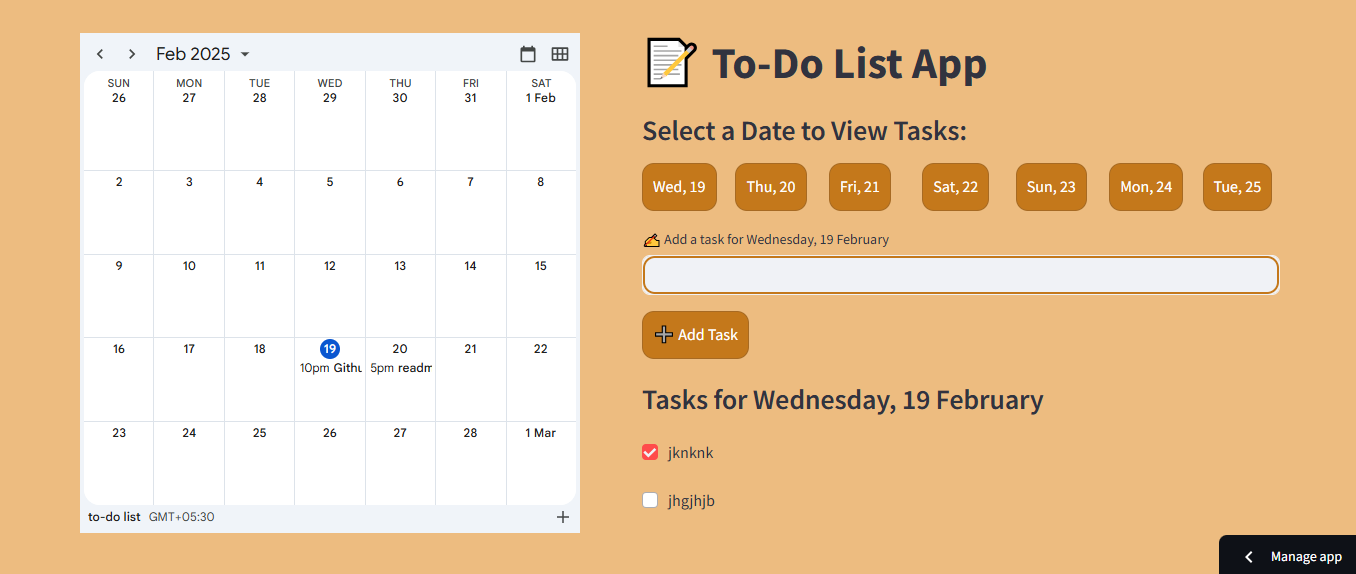 Feb 2025
SUN MON TUE WED THU FRI SAT
26 27 28 29 30 31 1 Feb
2 3 4 5 6 7 8
9 10 11 12 13 14 15
16 17 18 19 20 21 22
10pm Githu 5pm readm
23 24 25 26 27 28 1 Mar
to-do list GMT+05:30
To-Do List App
Select a Date to View Tasks:
Wed, 19 Thu, 20 Fri, 21 Sat, 22 Sun, 23 Mon, 24 Tue, 25
Add a task for Wednesday, 19 February
Add Task
Tasks for Wednesday, 19 February
jknknk
jhgjhjb
Manage app